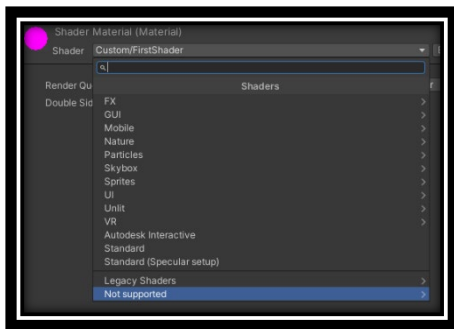 Shader Material (Material)
Shader Custom/FirstShader
Shaders
Render Qu
Double Sid
FX
GUI
Mobile
Nature
Particles
Skybox
Sprites
UI
Unlit
VR
Autodesk Interactive
Standard
Standard (Specular setup)
Legacy Shaders
Not supported